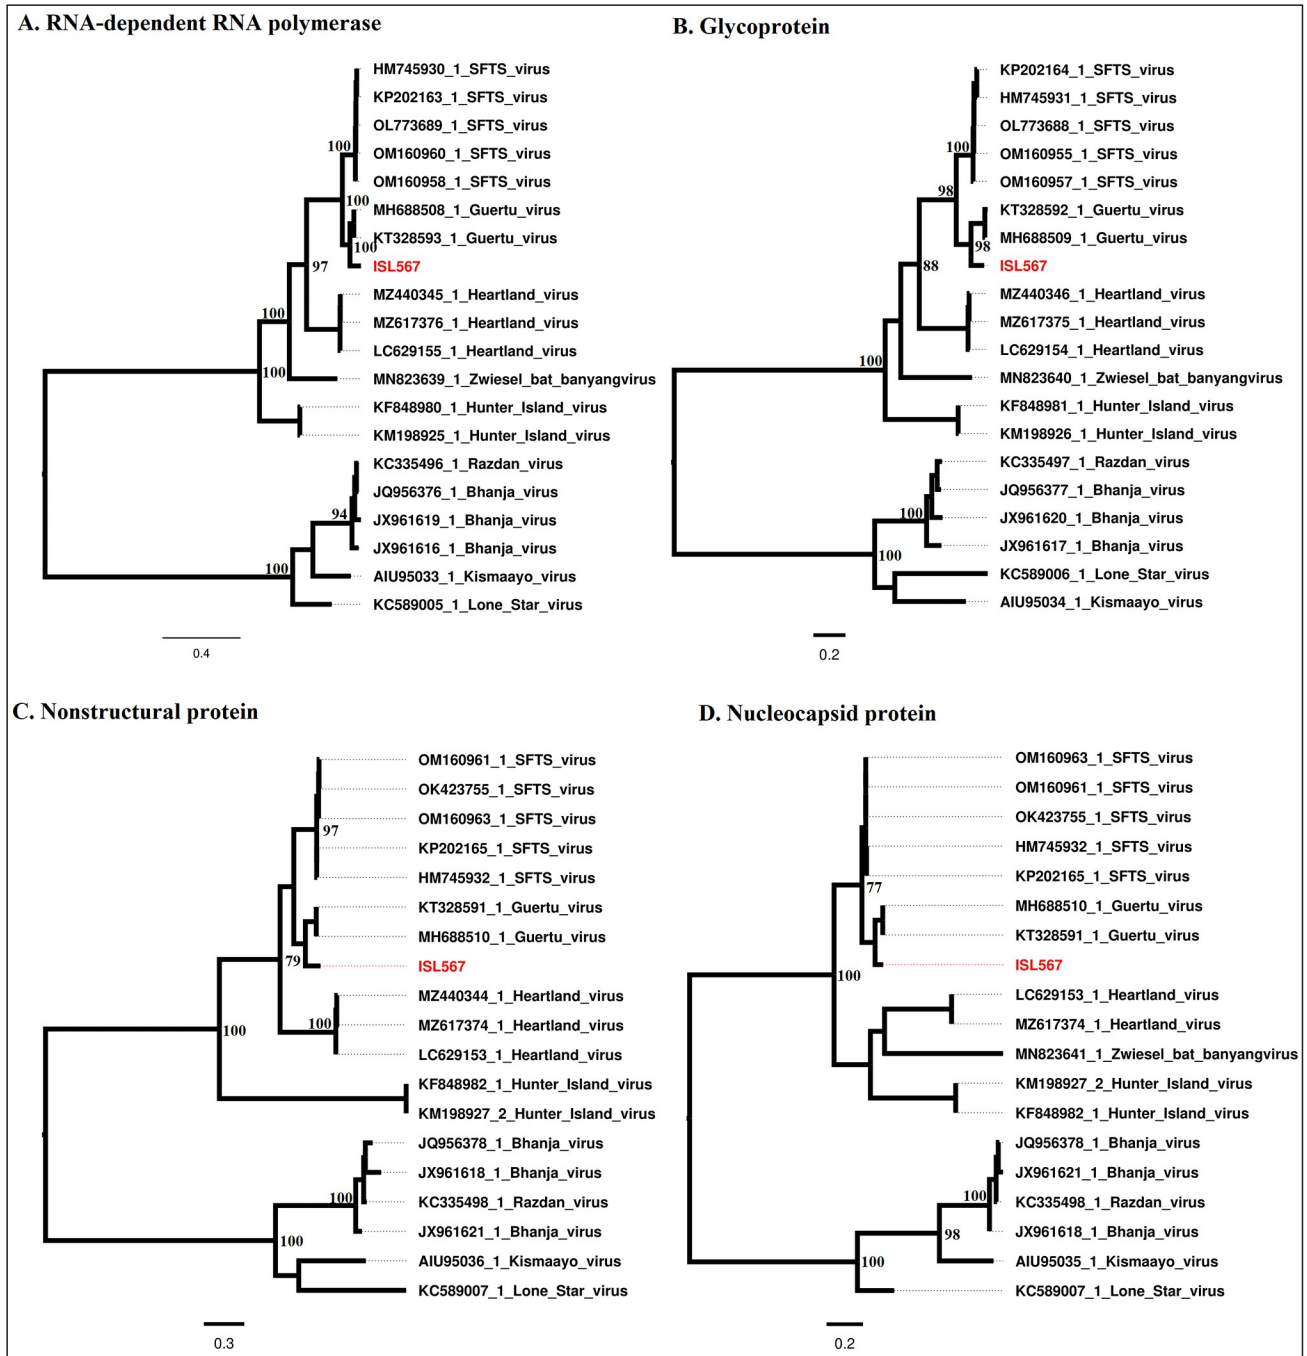 A. RNA-dependent RNA polymerase
HM745930_1_SFTS_virus
KP202163_1_SFTS_virus
OL773689_1_SFTS_virus
100
OM160960_1_SFTS_virus
OM160958_1_SFTS_virus
100
MH688508_1_Guertu_virus
KT328593_1_Guertu_virus
100
97
ISL567
MZ440345_1_Heartland_virus
100
MZ617376_1_Heartland_virus
LC629155_1_Heartland_virus
100
MN823639_1_Zwiesel_bat_banyangvirus
KF848980_1_Hunter_Island_virus
KM198925_1_Hunter_Island_virus
KC335496_1_Razdan_virus
JQ956376_1_Bhanja_virus
94
JX961619_1_Bhanja_virus
JX961616_1_Bhanja_virus
100
AIU95033_1_Kismaayo_virus
KC589005_1_Lone_Star_virus
0.4
B. Glycoprotein
KP202164_1_SFTS_virus
HM745931_1_SFTS_virus
OL773688_1_SFTS_virus
100
OM160955_1_SFTS_virus
OM160957_1_SFTS_virus
98
KT328592_1_Guertu_virus
MH688509_1_Guertu_virus
98
88
ISL567
MZ440346_1_Heartland_virus
MZ617375_1_Heartland_virus
LC629154_1_Heartland_virus
100
MN823640_1_Zwiesel_bat_banyangvirus
KF848981_1_Hunter_Island_virus
KM198926_1_Hunter_Island_virus
KC335497_1_Razdan_virus
JQ956377_1_Bhanja_virus
100
JX961620_1_Bhanja_virus
JX961617_1_Bhanja_virus
100
KC589006_1_Lone_Star_virus
AIU95034_1_Kismaayo_virus
0.2
C. Nonstructural protein
OM160961_1_SFTS_virus
OK423755_1_SFTS_virus
OM160963_1_SFTS_virus
97
KP202165_1_SFTS_virus
HM745932_1_SFTS_virus
KT328591_1_Guertu_virus
MH688510_1_Guertu_virus
79
ISL567
MZ440344_1_Heartland_virus
100
MZ617374_1_Heartland_virus
100
LC629153_1_Heartland_virus
KF848982_1_Hunter_Island_virus
KM198927_2_Hunter_Island_virus
JQ956378_1_Bhanja_virus
JX961618_1_Bhanja_virus
100
KC335498_1_Razdan_virus
JX961621_1_Bhanja_virus
100
AIU95036_1_Kismaayo_virus
KC589007_1_Lone_Star_virus
0.3
D. Nucleocapsid protein
OM160963_1_SFTS_virus
OM160961_1_SFTS_virus
OK423755_1_SFTS_virus
HM745932_1_SFTS_virus
KP202165_1_SFTS_virus
77
MH688510_1_Guertu_virus
KT328591_1_Guertu_virus
ISL567
100
LC629153_1_Heartland_virus
MZ617374_1_Heartland_virus
MN823641_1_Zwiesel_bat_banyangvirus
KM198927_2_Hunter_Island_virus
KF848982_1_Hunter_Island_virus
JQ956378_1_Bhanja_virus
JX961621_1_Bhanja_virus
100
KC335498_1_Razdan_virus
JX961618_1_Bhanja_virus
98
100
AIU95035_1_Kismaayo_virus
KC589007_1_Lone_Star_virus
0.2